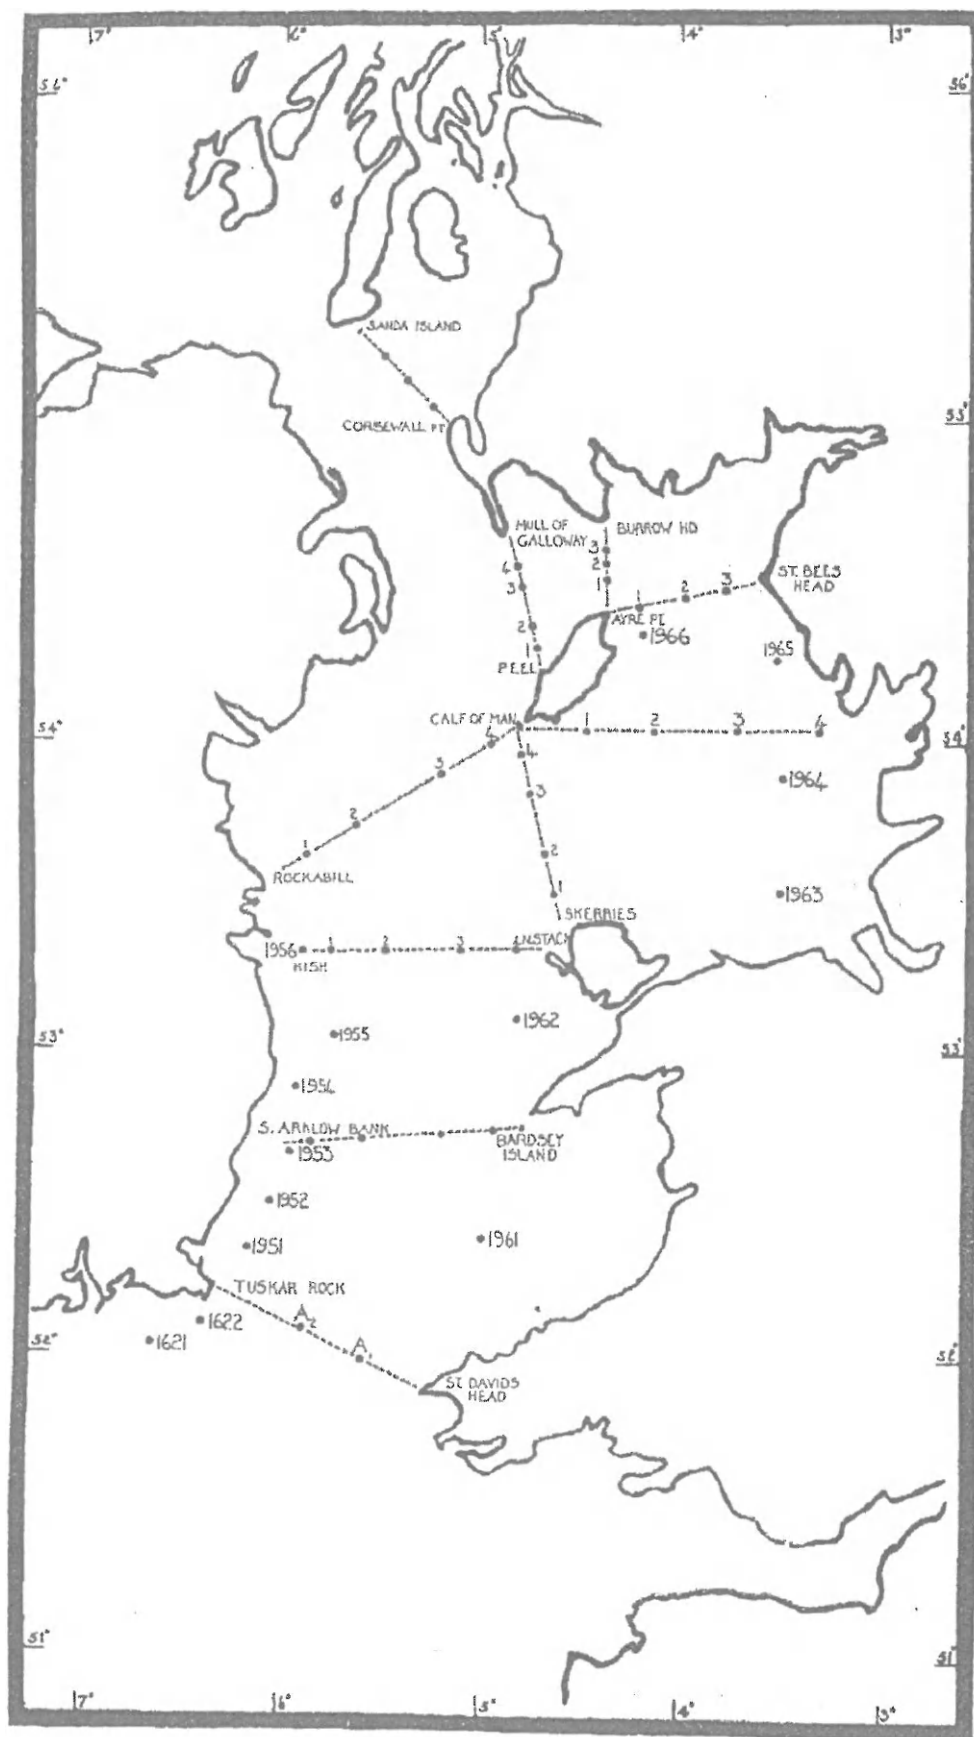 7° 6° 5° 4° 3°
56° 56°
SANDA ISLAND
CORSEWALL PT
55° 55°
MULL OF
GALLOWAY
BURROW HD
3
4
2
3
1
ST. BEES
HEAD
1 2 3
AYRE PT
2
1966
1
1965
PEEL
CALF OF MAN
54° 54°
1 2 3 4
4
4
3
3
1964
2
2
1
1
1963
ROCKABILL
SKERRIES
N.STACK
1956 1 2 3
KISH
1962
1955
53° 53°
1954
S. ARKLOW BANK
BARDSEY
ISLAND
1953
1952
1951
1961
TUSKAR ROCK
1622
A2
1621
A1
52° 52°
ST. DAVIDS
HEAD
51° 51°
7° 6° 5° 4° 3°